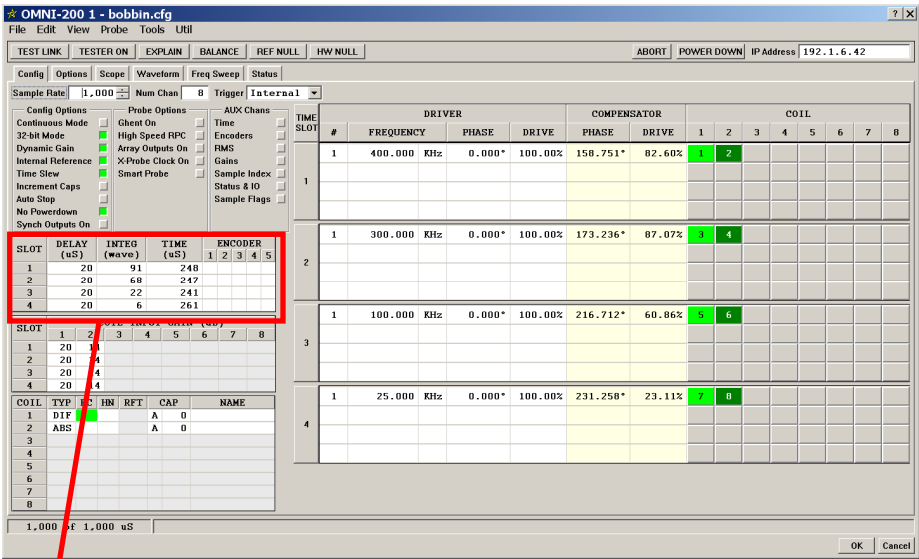 OMNI-200 1 - bobbin.cfg
File Edit View Probe Tools Util
TEST LINK TESTER ON EXPLAIN BALANCE REF NULL HW NULL ABORT POWER DOWN IP Address 192.1.6.42
Config Options Scope Waveform Freq Sweep Status
Sample Rate 1,000 Num Chan 8 Trigger Internal
Config Options Probe Options AUX Chans
Continuous Mode Ghent On Time
32-bit Mode High Speed RPC Encoders
Dynamic Gain Array Outputs On RMS
Internal Reference X-Probe Clock On Gains
Time Slew Smart Probe Sample Index
Increment Caps Status & IO
Auto Stop Sample Flags
No Powerdown
Synch Outputs On
SLOT DELAY (uS) INTEG (wave) TIME (uS) ENCODER 1 2 3 4 5
1 20 91 248
2 20 68 247
3 20 22 241
4 20 6 261
SLOT COIL INPUT GAIN (dB)
1 2 3 4 5 6 7 8
1 20 14
2 20 14
3 20 14
4 20 14
COIL TYP HN RFT CAP NAME
1 DIF A 0
2 ABS A 0
3
4
5
6
7
8
TIME SLOT DRIVER COMPENSATOR COIL
# FREQUENCY PHASE DRIVE PHASE DRIVE 1 2 3 4 5 6 7 8
1 1 400.000 KHz 0.000° 100.00% 158.751° 82.60% 1 2
2 1 300.000 KHz 0.000° 100.00% 173.236° 87.07% 3 4
3 1 100.000 KHz 0.000° 100.00% 216.712° 60.86% 5 6
4 1 25.000 KHz 0.000° 100.00% 231.258° 23.11% 7 8
1,000 of 1,000 uS
OK Cancel